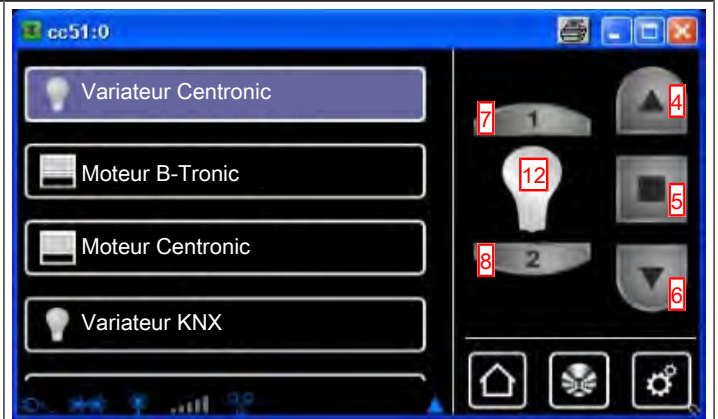 cc51:0
Variateur Centronic
Moteur B-Tronic
Moteur Centronic
Variateur KNX
7
1
4
12
5
8
2
6